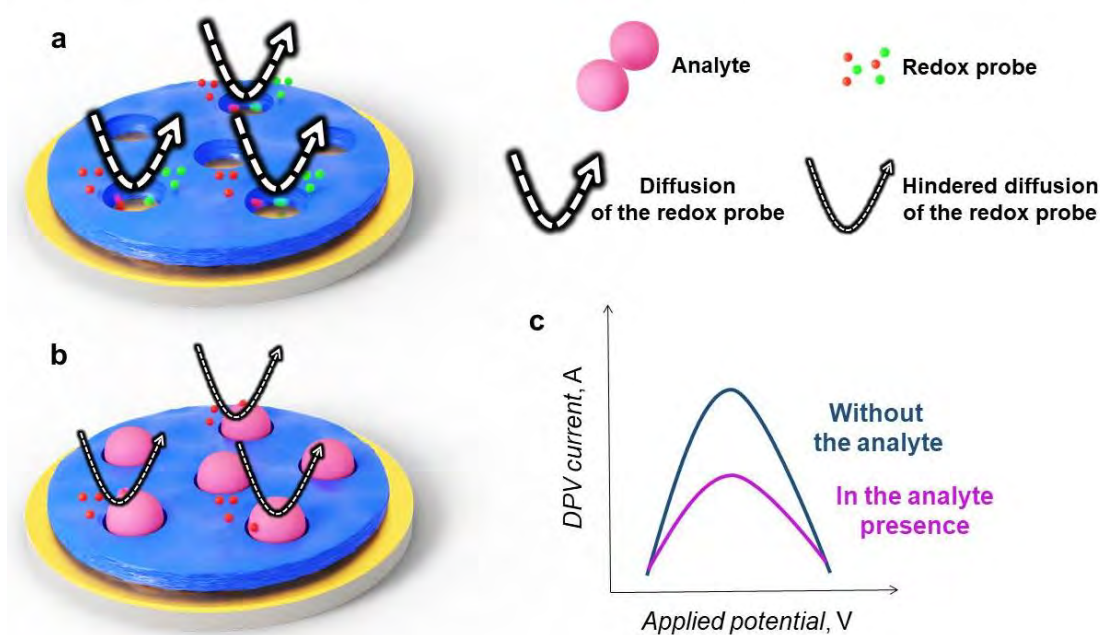 a
Analyte
Redox probe
Diffusion
of the redox probe
Hindered diffusion
of the redox probe
b
c
DPV current, A
Without
the analyte
In the analyte
presence
Applied potential, V